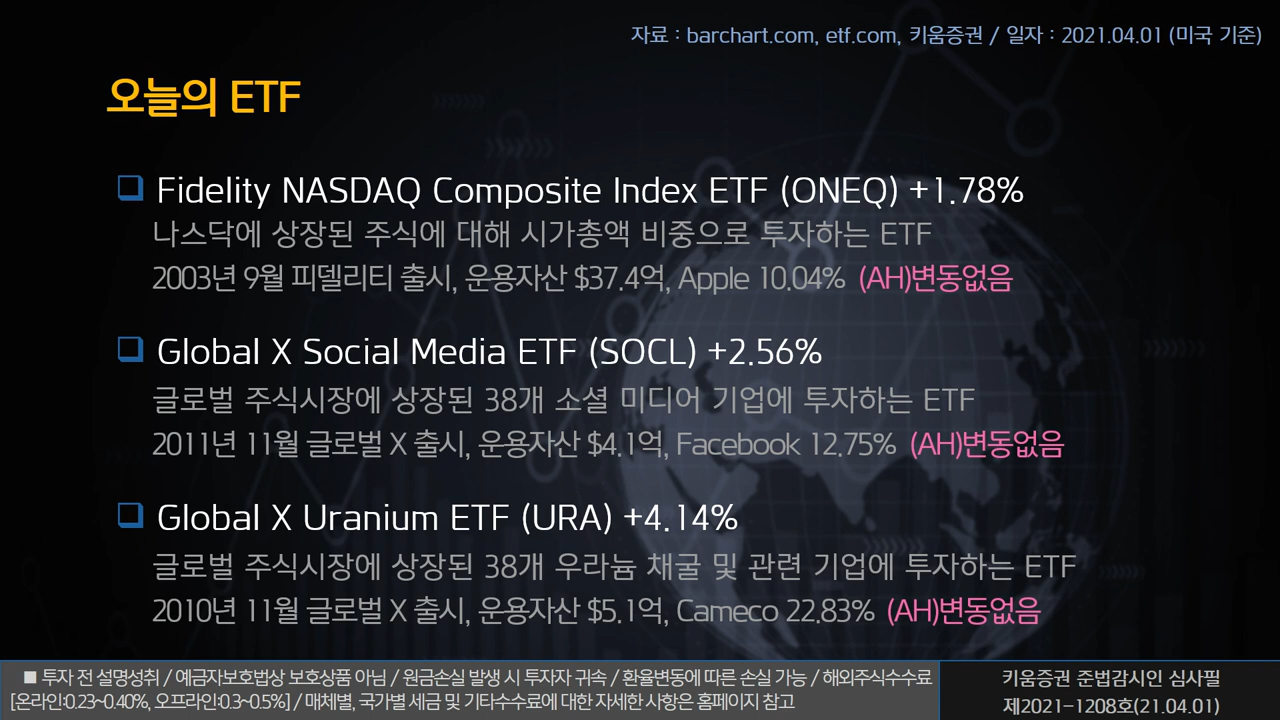 자료 : barchart.com, etf.com, 키움증권 / 일자 : 2021.04.01 (미국 기준)
오늘의 ETF
❑ Fidelity NASDAQ Composite Index ETF (ONEQ) +1.78%
나스닥에 상장된 주식에 대해 시가총액 비중으로 투자하는 ETF
2003년 9월 피델리티 출시, 운용자산 $37.4억, Apple 10.04% (AH)변동없음
❑ Global X Social Media ETF (SOCL) +2.56%
글로벌 주식시장에 상장된 38개 소셜 미디어 기업에 투자하는 ETF
2011년 11월 글로벌 X 출시, 운용자산 $4.1억, Facebook 12.75% (AH)변동없음
❑ Global X Uranium ETF (URA) +4.14%
글로벌 주식시장에 상장된 38개 우라늄 채굴 및 관련 기업에 투자하는 ETF
2010년 11월 글로벌 X 출시, 운용자산 $5.1억, Cameco 22.83% (AH)변동없음
■ 투자 전 설명성취 / 예금자보호법상 보호상품 아님 / 원금손실 발생 시 투자자 귀속 / 환율변동에 따른 손실 가능 / 해외주식수수료
[온라인:0.23~0.40%, 오프라인:0.3~0.5%] / 매체별, 국가별 세금 및 기타수수료에 대한 자세한 사항은 홈페이지 참고
키움증권 준법감시인 심사필
제2021-1208호(21.04.01)